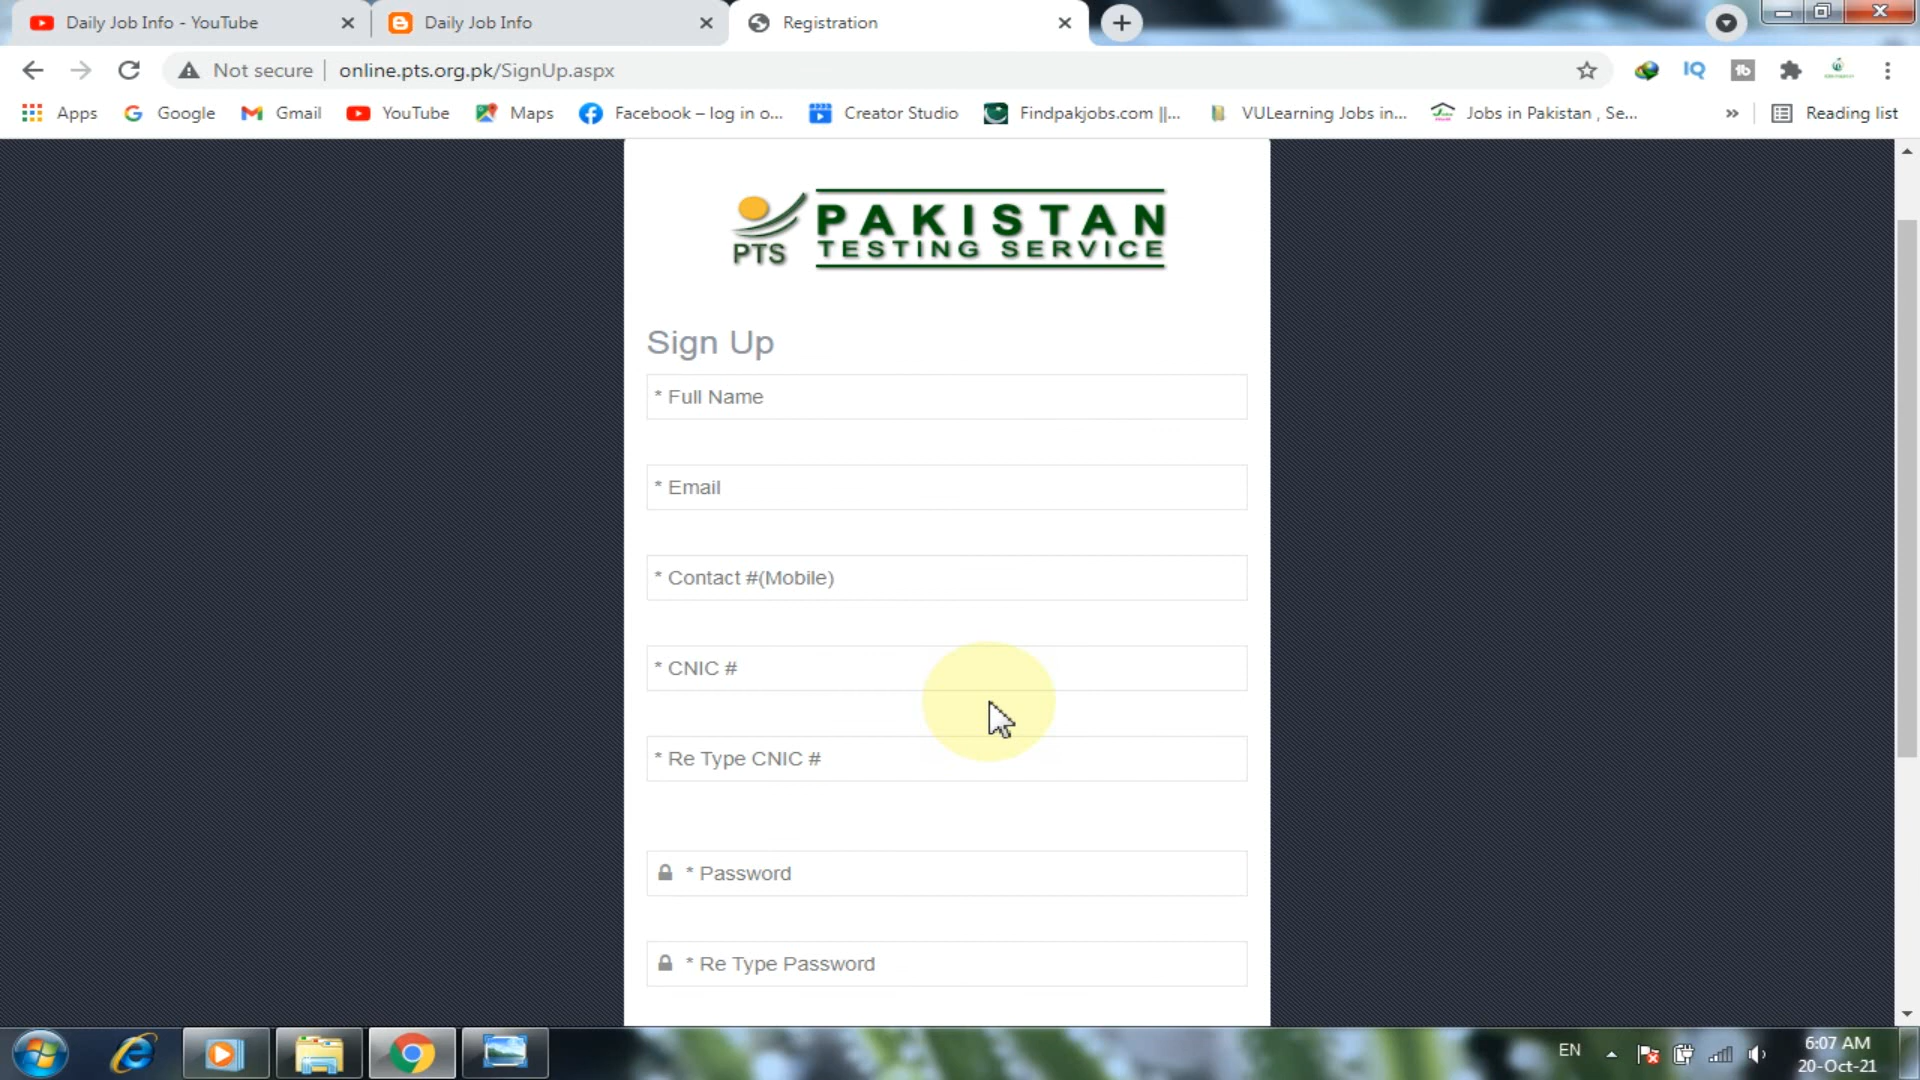 Daily Job Info - YouTube
Daily Job Info
Registration
Not secure | online.pts.org.pk/SignUp.aspx
IQ
tb
Apps
Google
Gmail
YouTube
Maps
Facebook – log in o...
Creator Studio
Findpakjobs.com ||...
VULearning Jobs in...
Jobs in Pakistan , Se...
»
Reading list
PTS
PAKISTAN
TESTING SERVICE
Sign Up
* Full Name
* Email
* Contact #(Mobile)
* CNIC #
* Re Type CNIC #
* Password
* Re Type Password
EN
6:07 AM
20-Oct-21